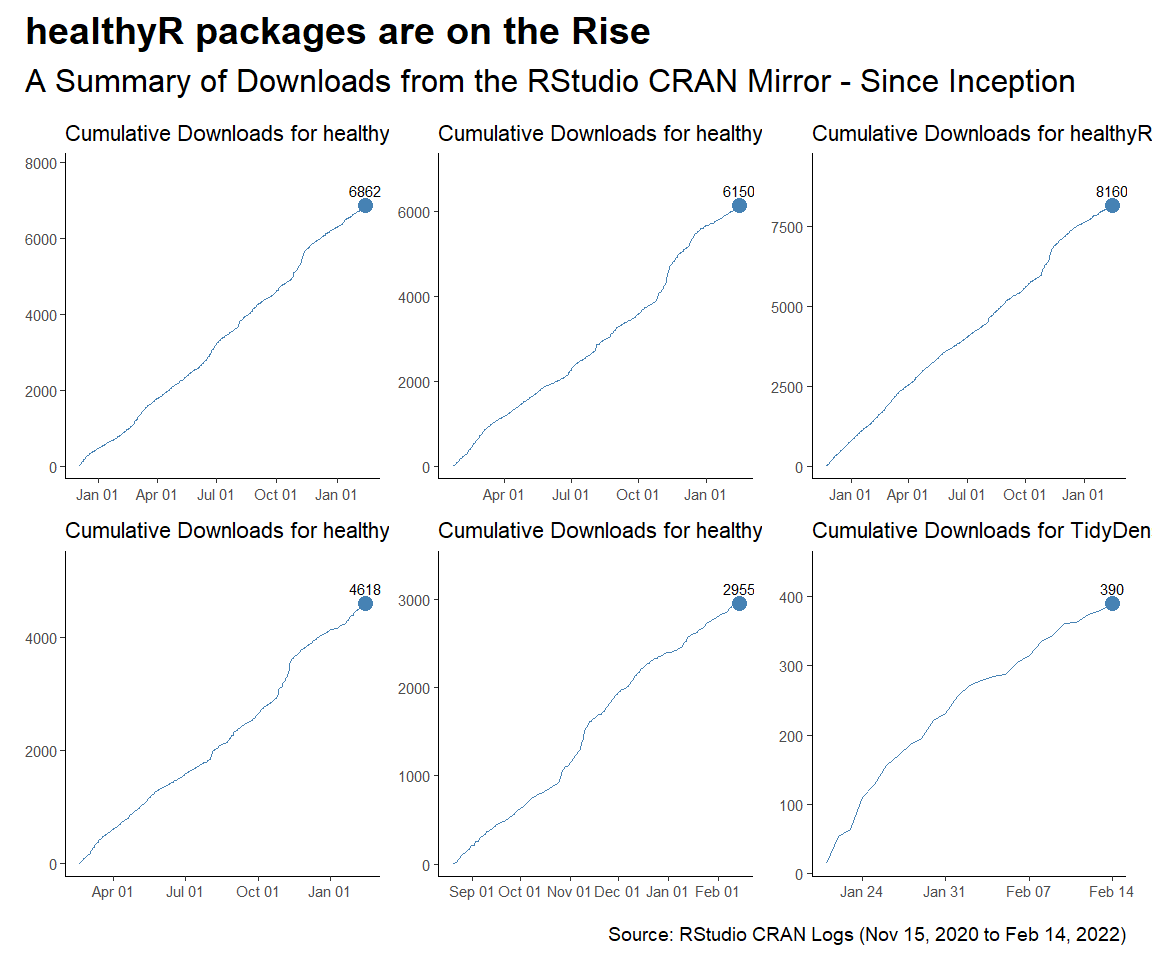 healthyR packages are on the Rise
A Summary of Downloads from the RStudio CRAN Mirror - Since Inception
Cumulative Downloads for healthy
8000
6000
4000
2000
0
6862
Jan 01 Apr 01 Jul 01 Oct 01 Jan 01
Cumulative Downloads for healthy
6000
4000
2000
0
6150
Apr 01 Jul 01 Oct 01 Jan 01
Cumulative Downloads for healthyR
7500
5000
2500
0
8160
Jan 01 Apr 01 Jul 01 Oct 01 Jan 01
Cumulative Downloads for healthy
4000
2000
0
4618
Apr 01 Jul 01 Oct 01 Jan 01
Cumulative Downloads for healthy
3000
2000
1000
0
2955
Sep 01 Oct 01 Nov 01 Dec 01 Jan 01 Feb 01
Cumulative Downloads for TidyDen
400
300
200
100
0
390
Jan 24 Jan 31 Feb 07 Feb 14
Source: RStudio CRAN Logs (Nov 15, 2020 to Feb 14, 2022)